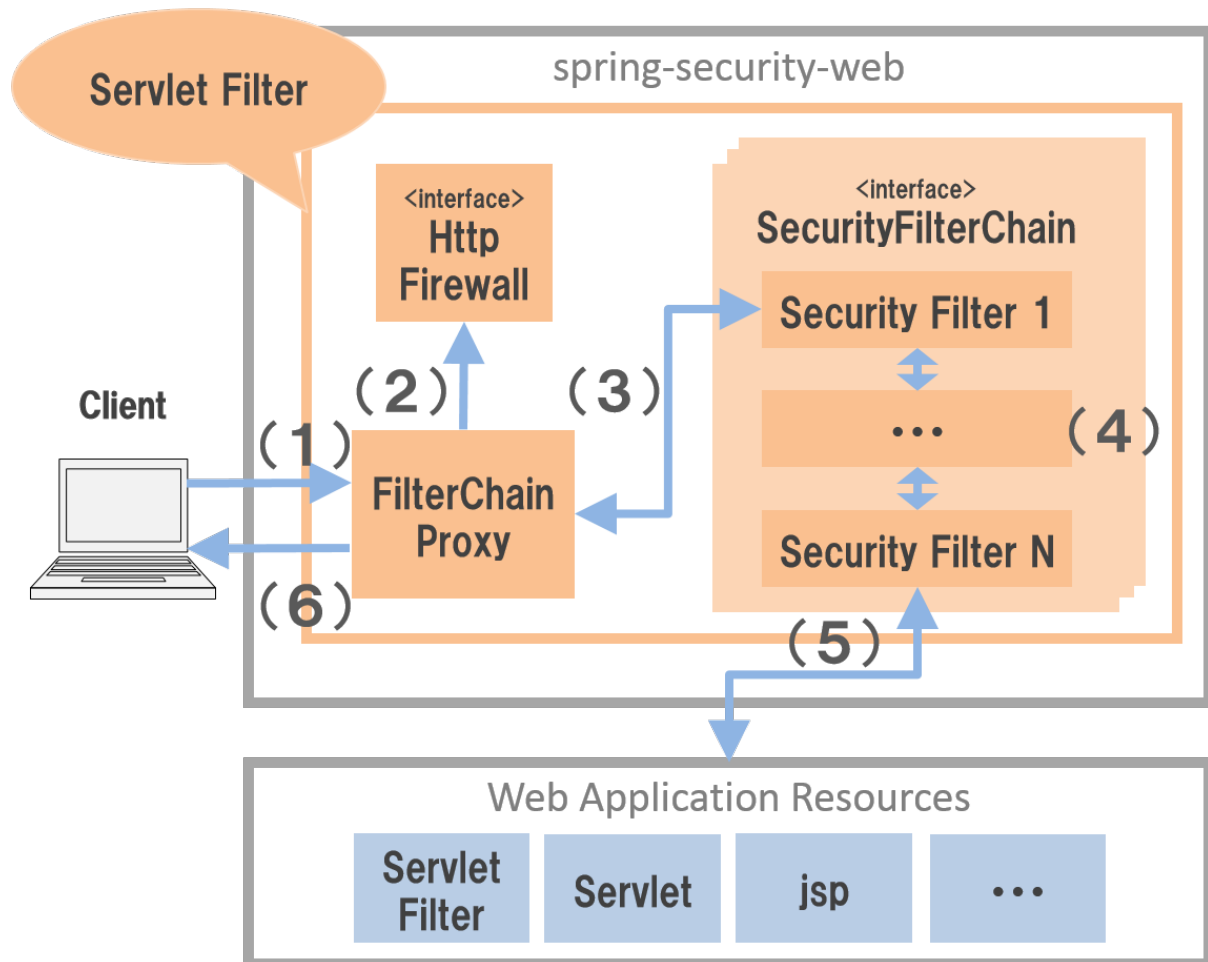 Servlet Filter
spring-security-web
<interface>
Http
Firewall
<interface>
SecurityFilterChain
Security Filter 1
(2)
(3)
Client
(1)
...
(4)
FilterChain
Proxy
Security Filter N
(6)
(5)
Web Application Resources
Servlet
Filter
Servlet
jsp
...